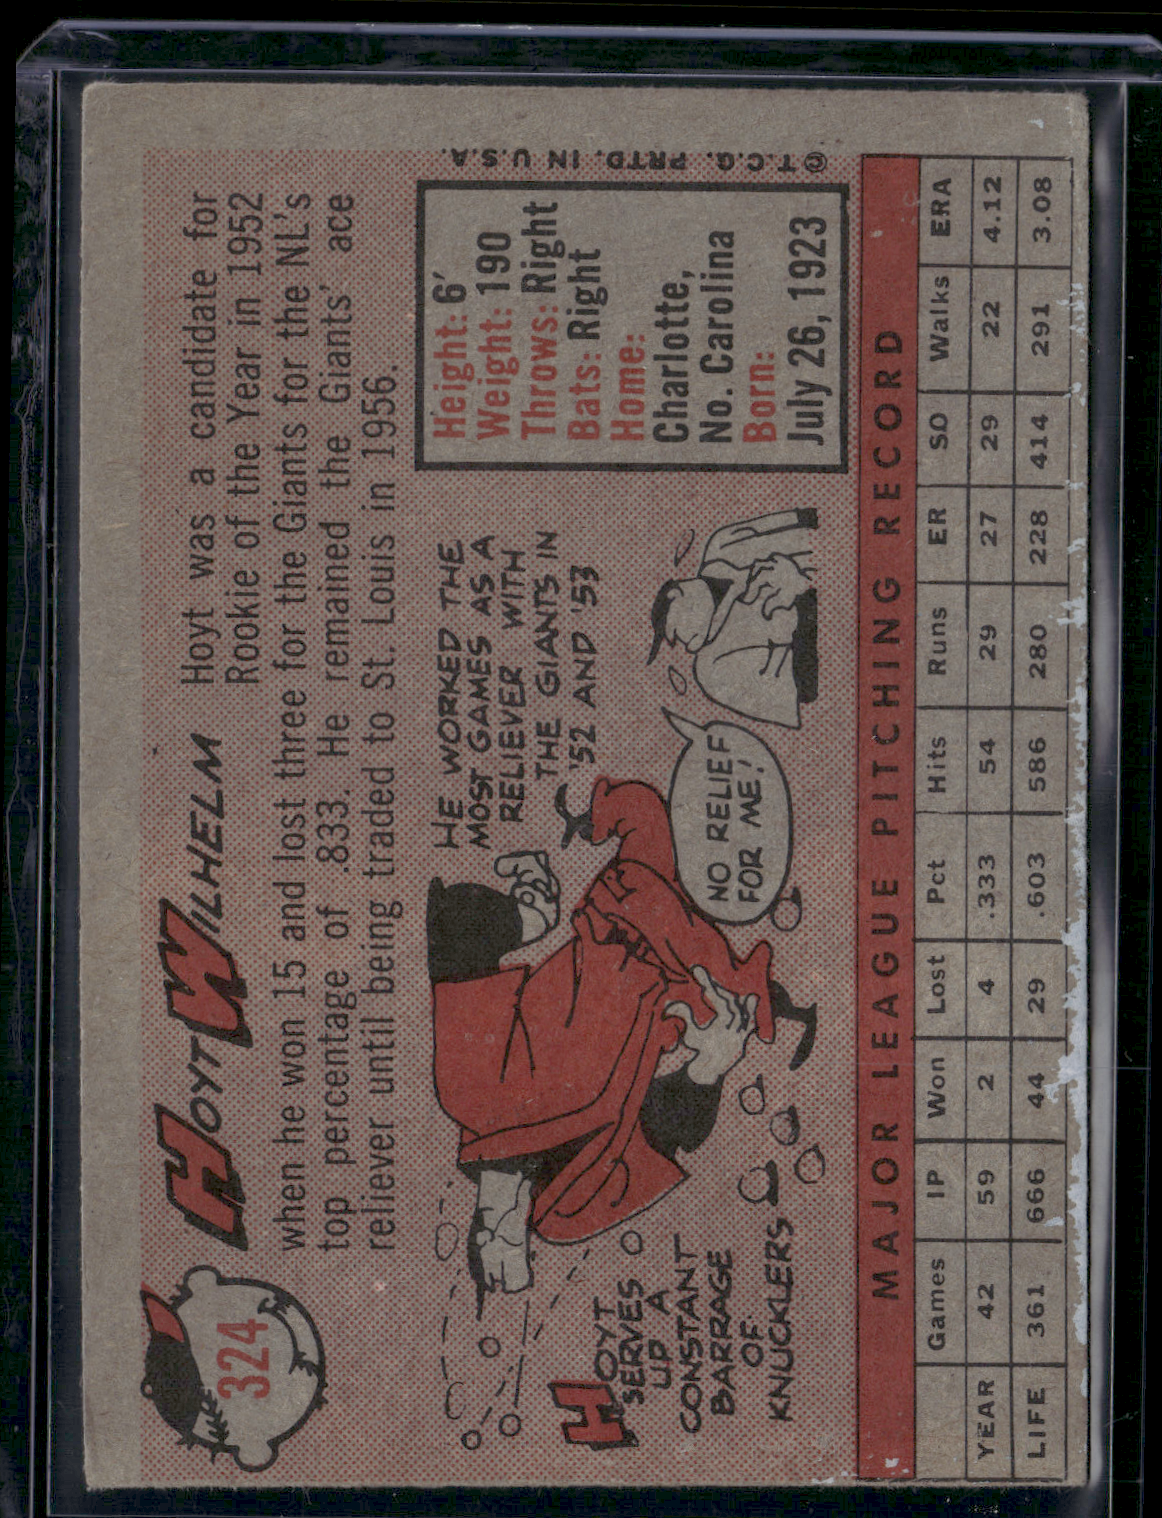 324
HOYT WILHELM
Hoyt was a candidate for
Rookie of the Year in 1952
when he won 15 and lost three for the Giants for the NL's
top percentage of .833. He remained the Giants' ace
reliever until being traded to St. Louis in 1956.
HOYT
SERVES
UP A
CONSTANT
BARRAGE
OF
KNUCKLERS
HE WORKED THE
MOST GAMES AS A
RELIEVER WITH
THE GIANTS IN
'52 AND '53
NO RELIEF
FOR ME!
Height: 6'
Weight: 190
Throws: Right
Bats: Right
Home:
Charlotte,
No. Carolina
Born:
July 26, 1923
© T.C.G. PRTD. IN U.S.A.
MAJOR LEAGUE PITCHING RECORD
Games IP Won Lost Pct Hits Runs ER SO Walks ERA
YEAR 42 59 2 4 .333 54 29 27 29 22 4.12
LIFE 361 666 44 29 .603 586 280 228 414 291 3.08